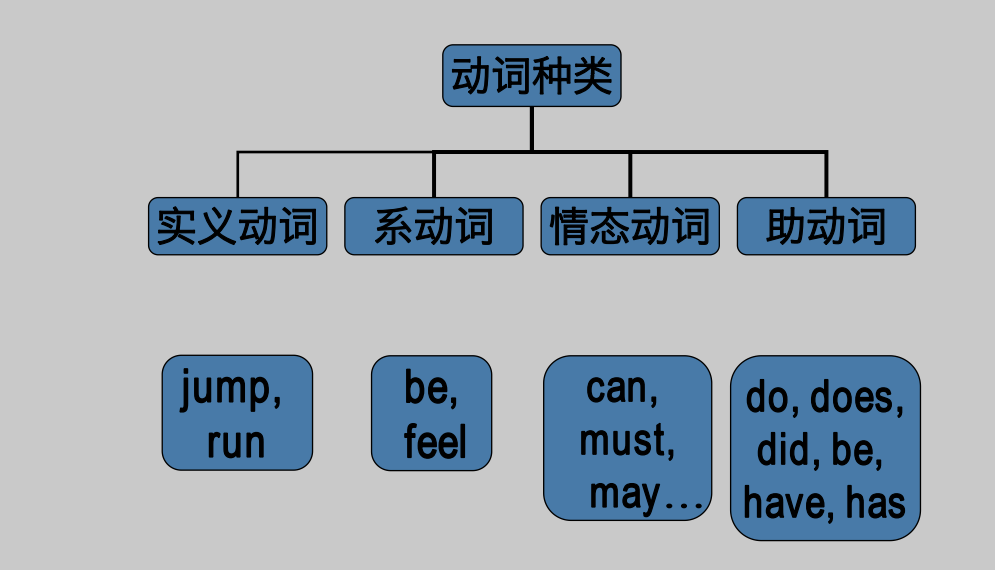 动词种类
实义动词
系动词
情态动词
助动词
jump,
run
be,
feel
can,
must,
may…
do, does,
did, be,
have, has